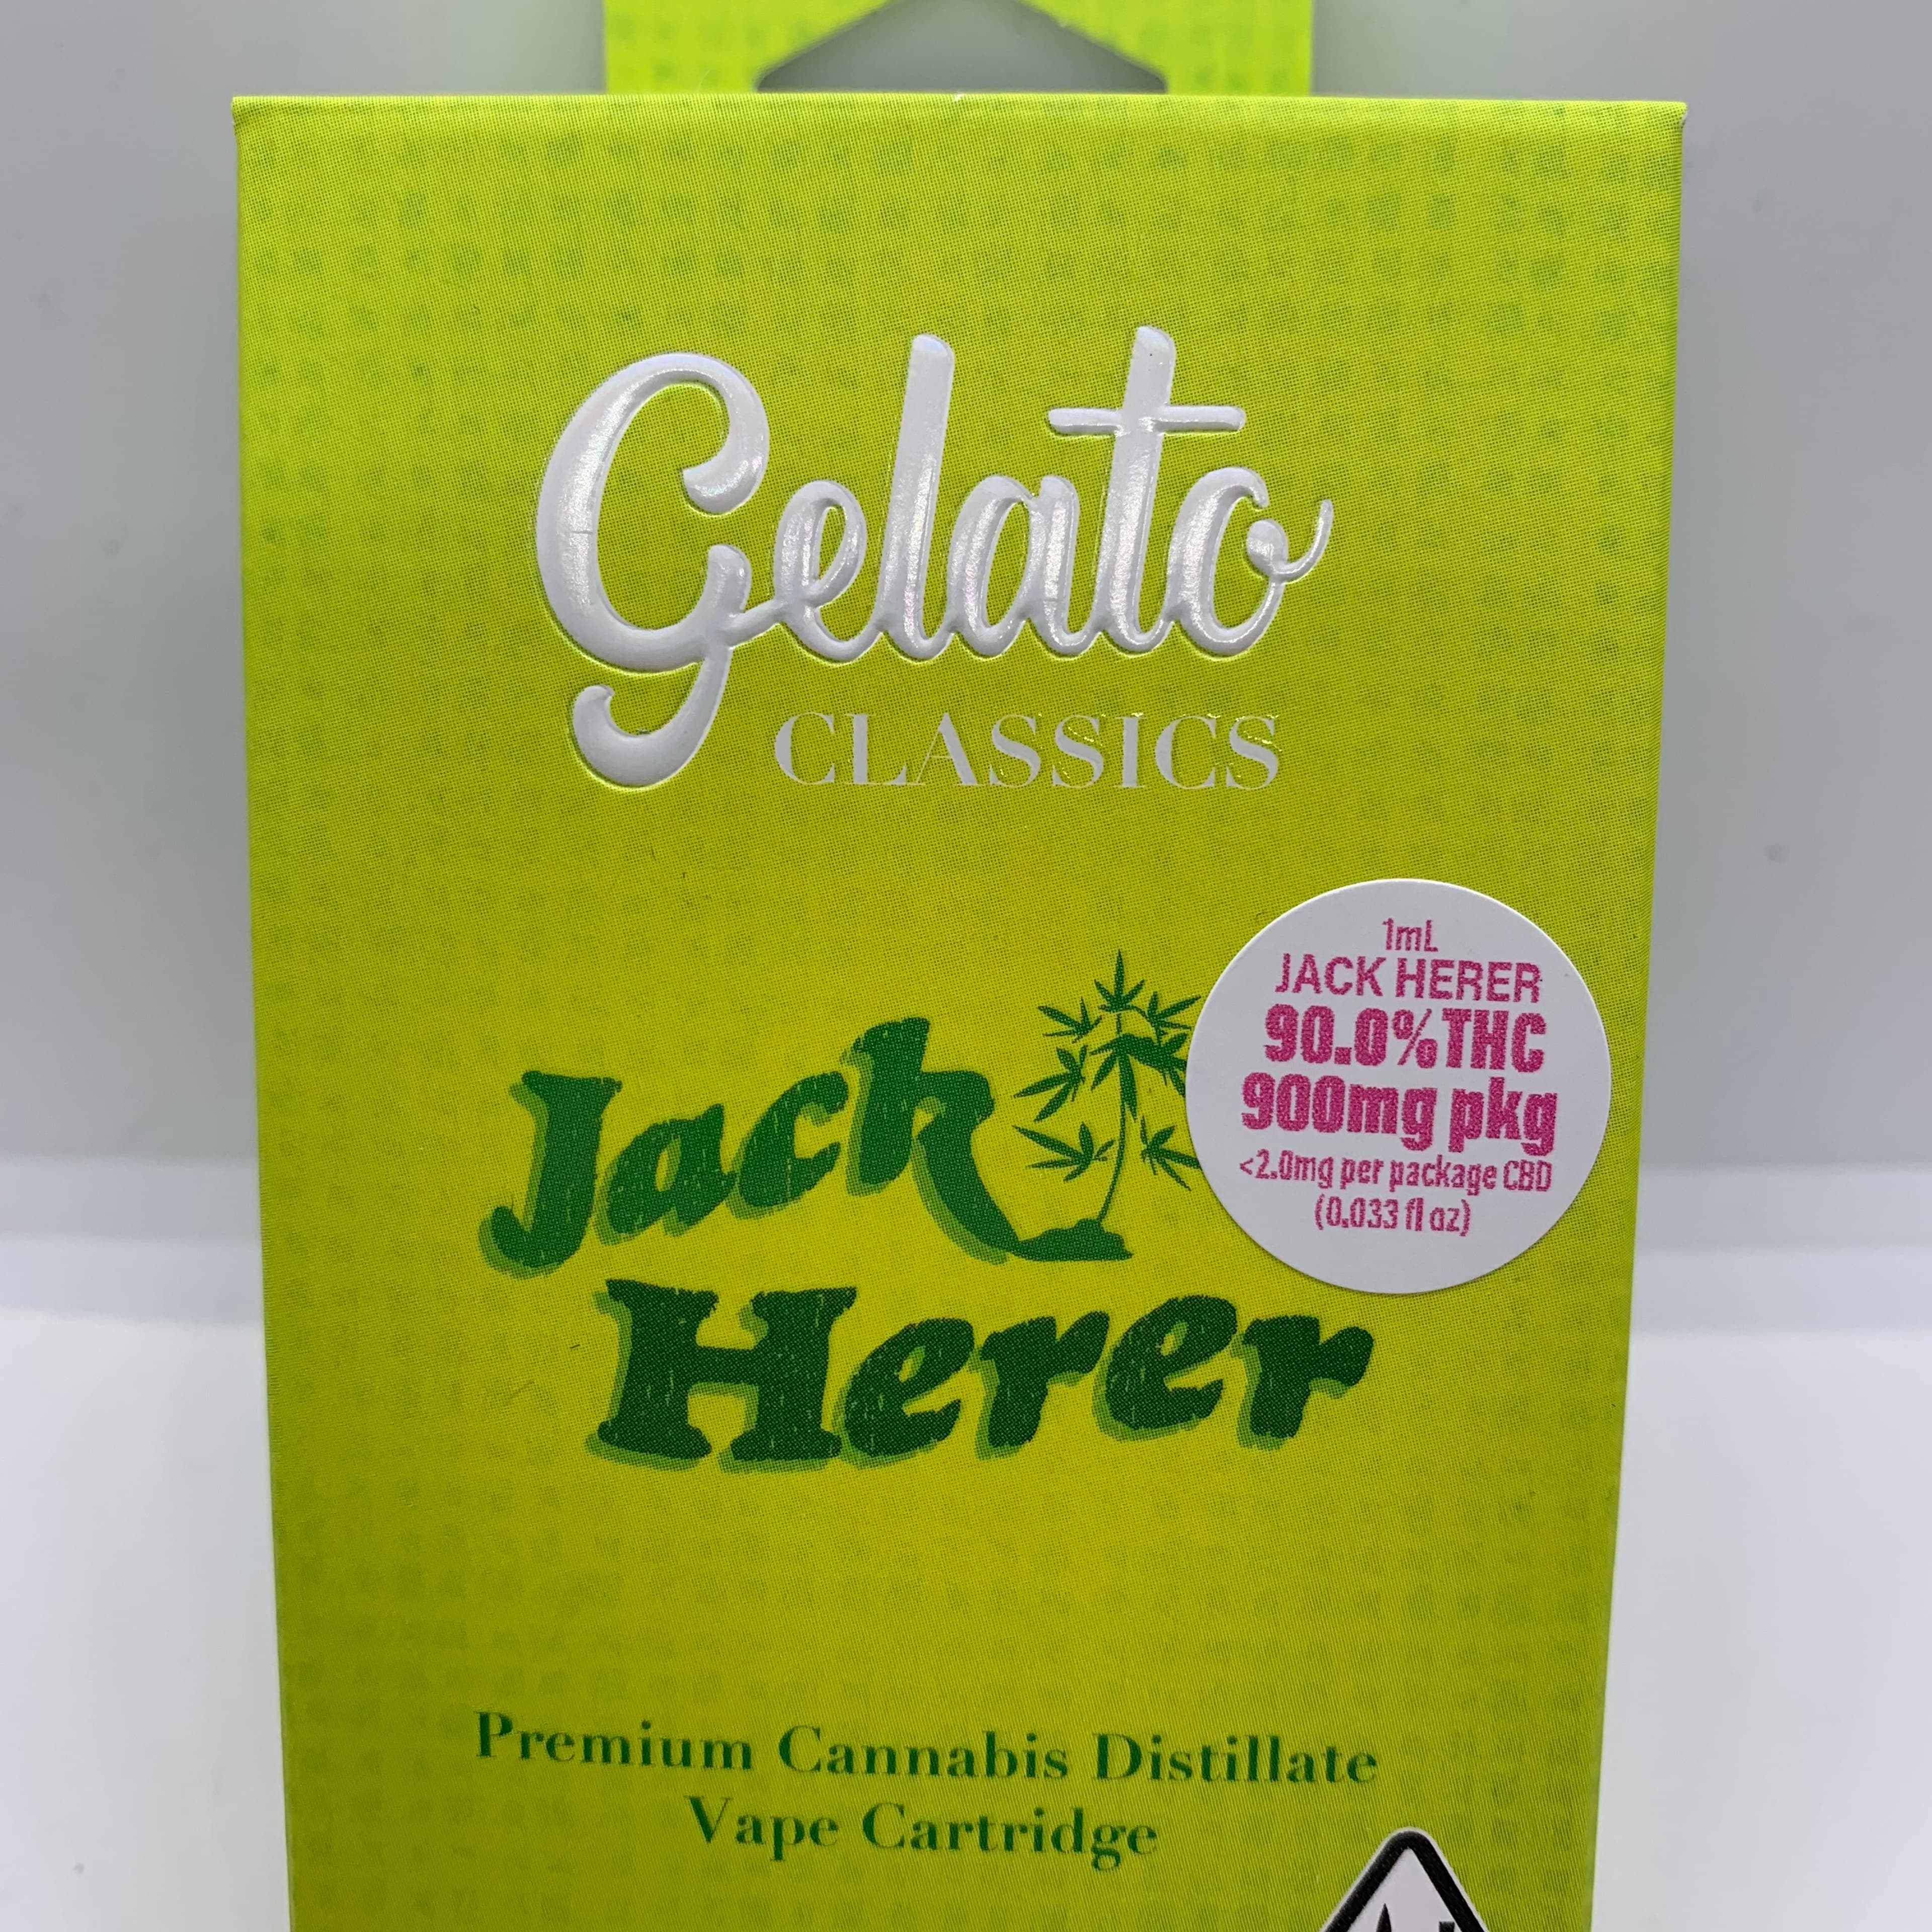 Gelato
CLASSICS
Jack
Herer
1mL
JACK HERER
90.0%THC
900mg pkg
<2.0mg per package CBD
(0.033 fl oz)
Premium Cannabis Distillate
Vape Cartridge